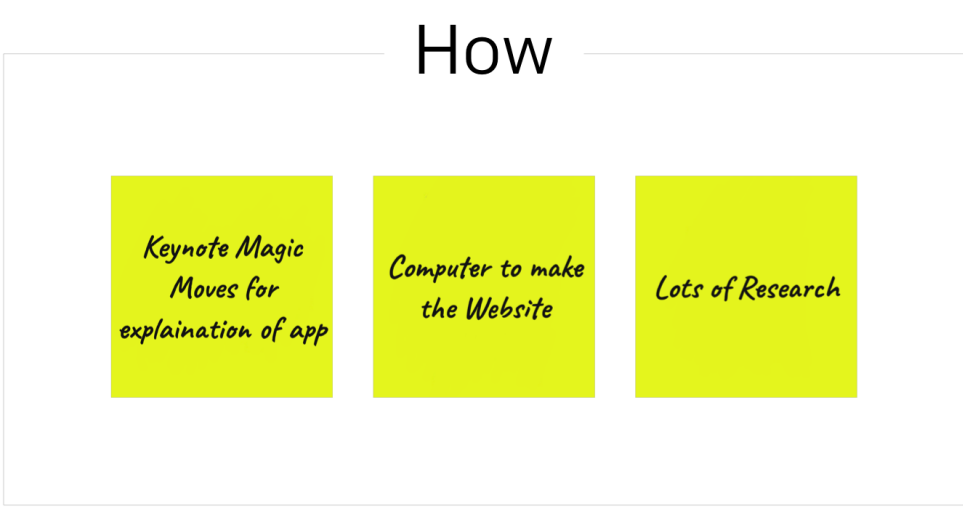 How
Keynote Magic
Moves for
explaination of app
Computer to make
the Website
Lots of Research